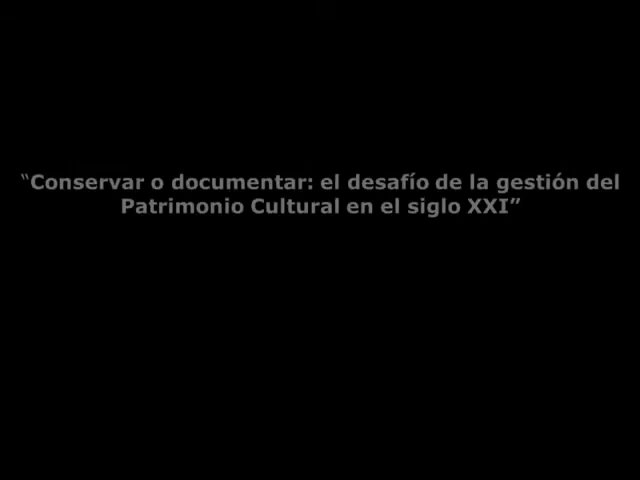 “Conservar o documentar: el desafío de la gestión del
Patrimonio Cultural en el siglo XXI”